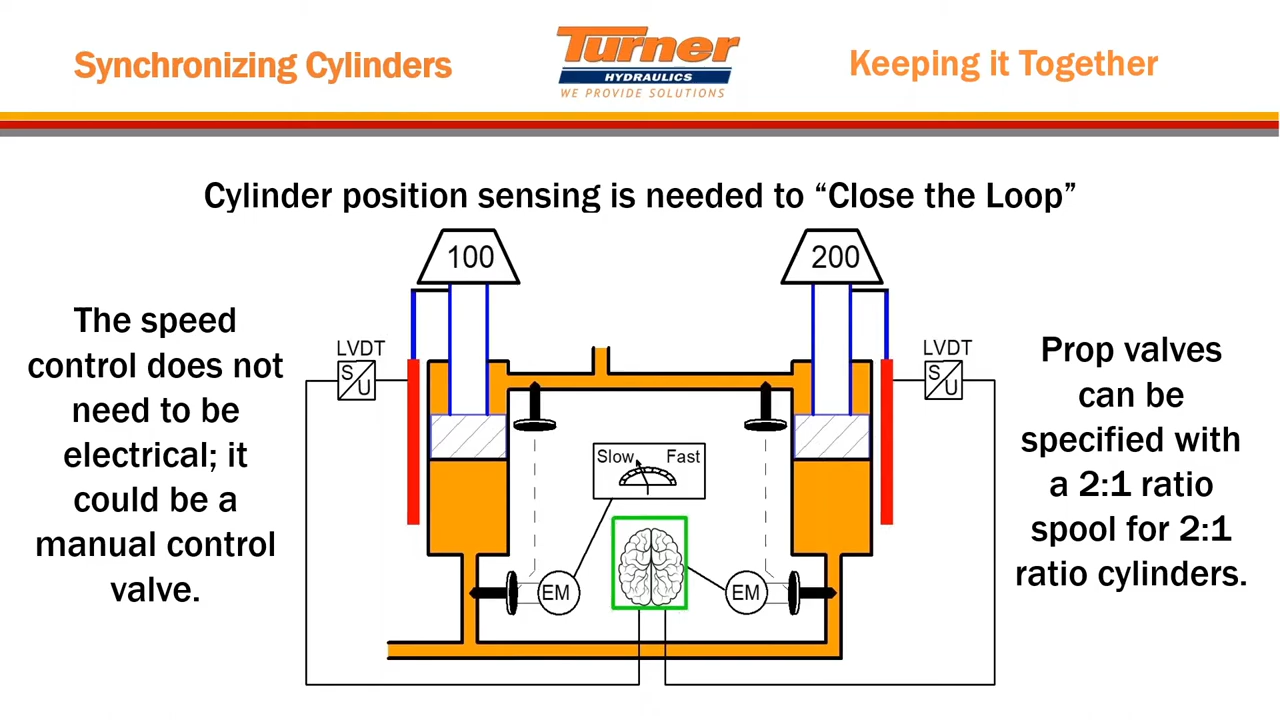 Synchronizing Cylinders
Turner
HYDRAULICS
WE PROVIDE SOLUTIONS
Keeping it Together
Cylinder position sensing is needed to “Close the Loop”
100
200
The speed
control does not
need to be
electrical; it
could be a
manual control
valve.
LVDT
S
U
Slow
Fast
EM
EM
LVDT
S
U
Prop valves
can be
specified with
a 2:1 ratio
spool for 2:1
ratio cylinders.